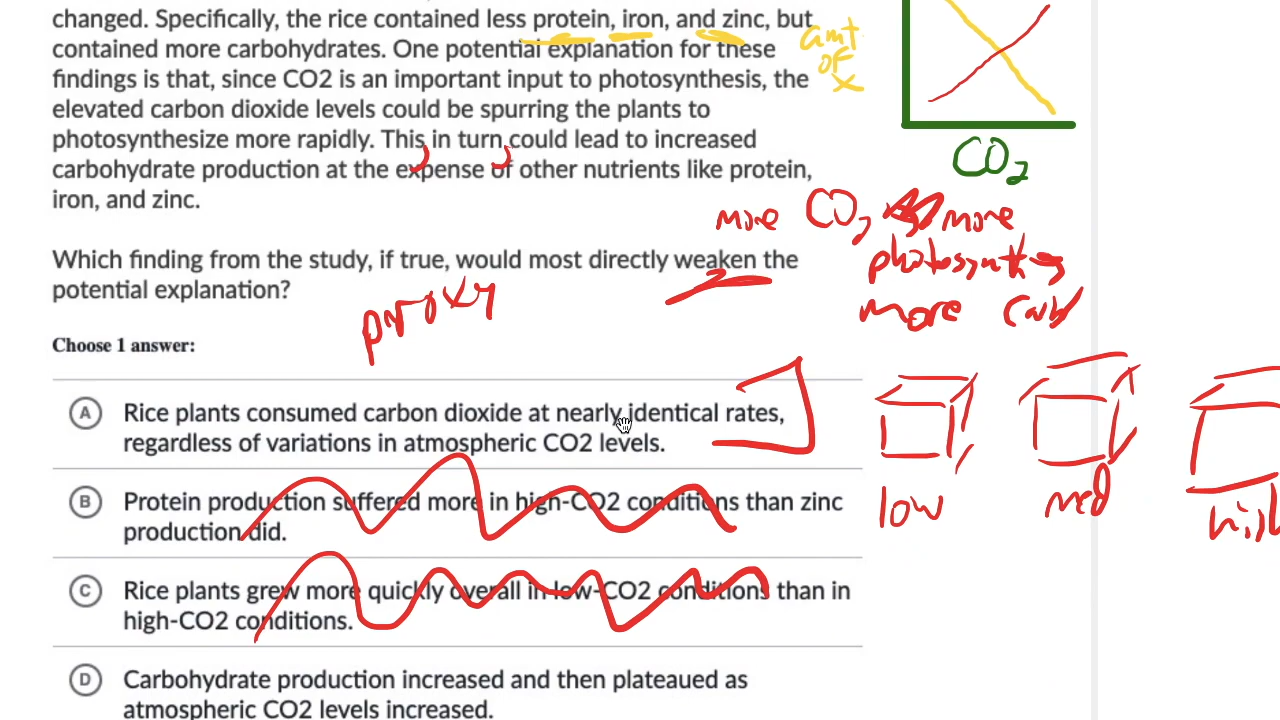 changed. Specifically, the rice contained less protein, iron, and zinc, but
contained more carbohydrates. One potential explanation for these
findings is that, since CO2 is an important input to photosynthesis, the
elevated carbon dioxide levels could be spurring the plants to
photosynthesize more rapidly. This in turn could lead to increased
carbohydrate production at the expense of other nutrients like protein,
iron, and zinc.
amt
of
x
CO2
more CO2 more
photosynth
more carb
Which finding from the study, if true, would most directly weaken the
potential explanation?
proxy
Choose 1 answer:
A Rice plants consumed carbon dioxide at nearly identical rates,
regardless of variations in atmospheric CO2 levels.
low
med
high
B Protein production suffered more in high-CO2 conditions than zinc
production did.
C Rice plants grew more quickly overall in low-CO2 conditions than in
high-CO2 conditions.
D Carbohydrate production increased and then plateaued as
atmospheric CO2 levels increased.